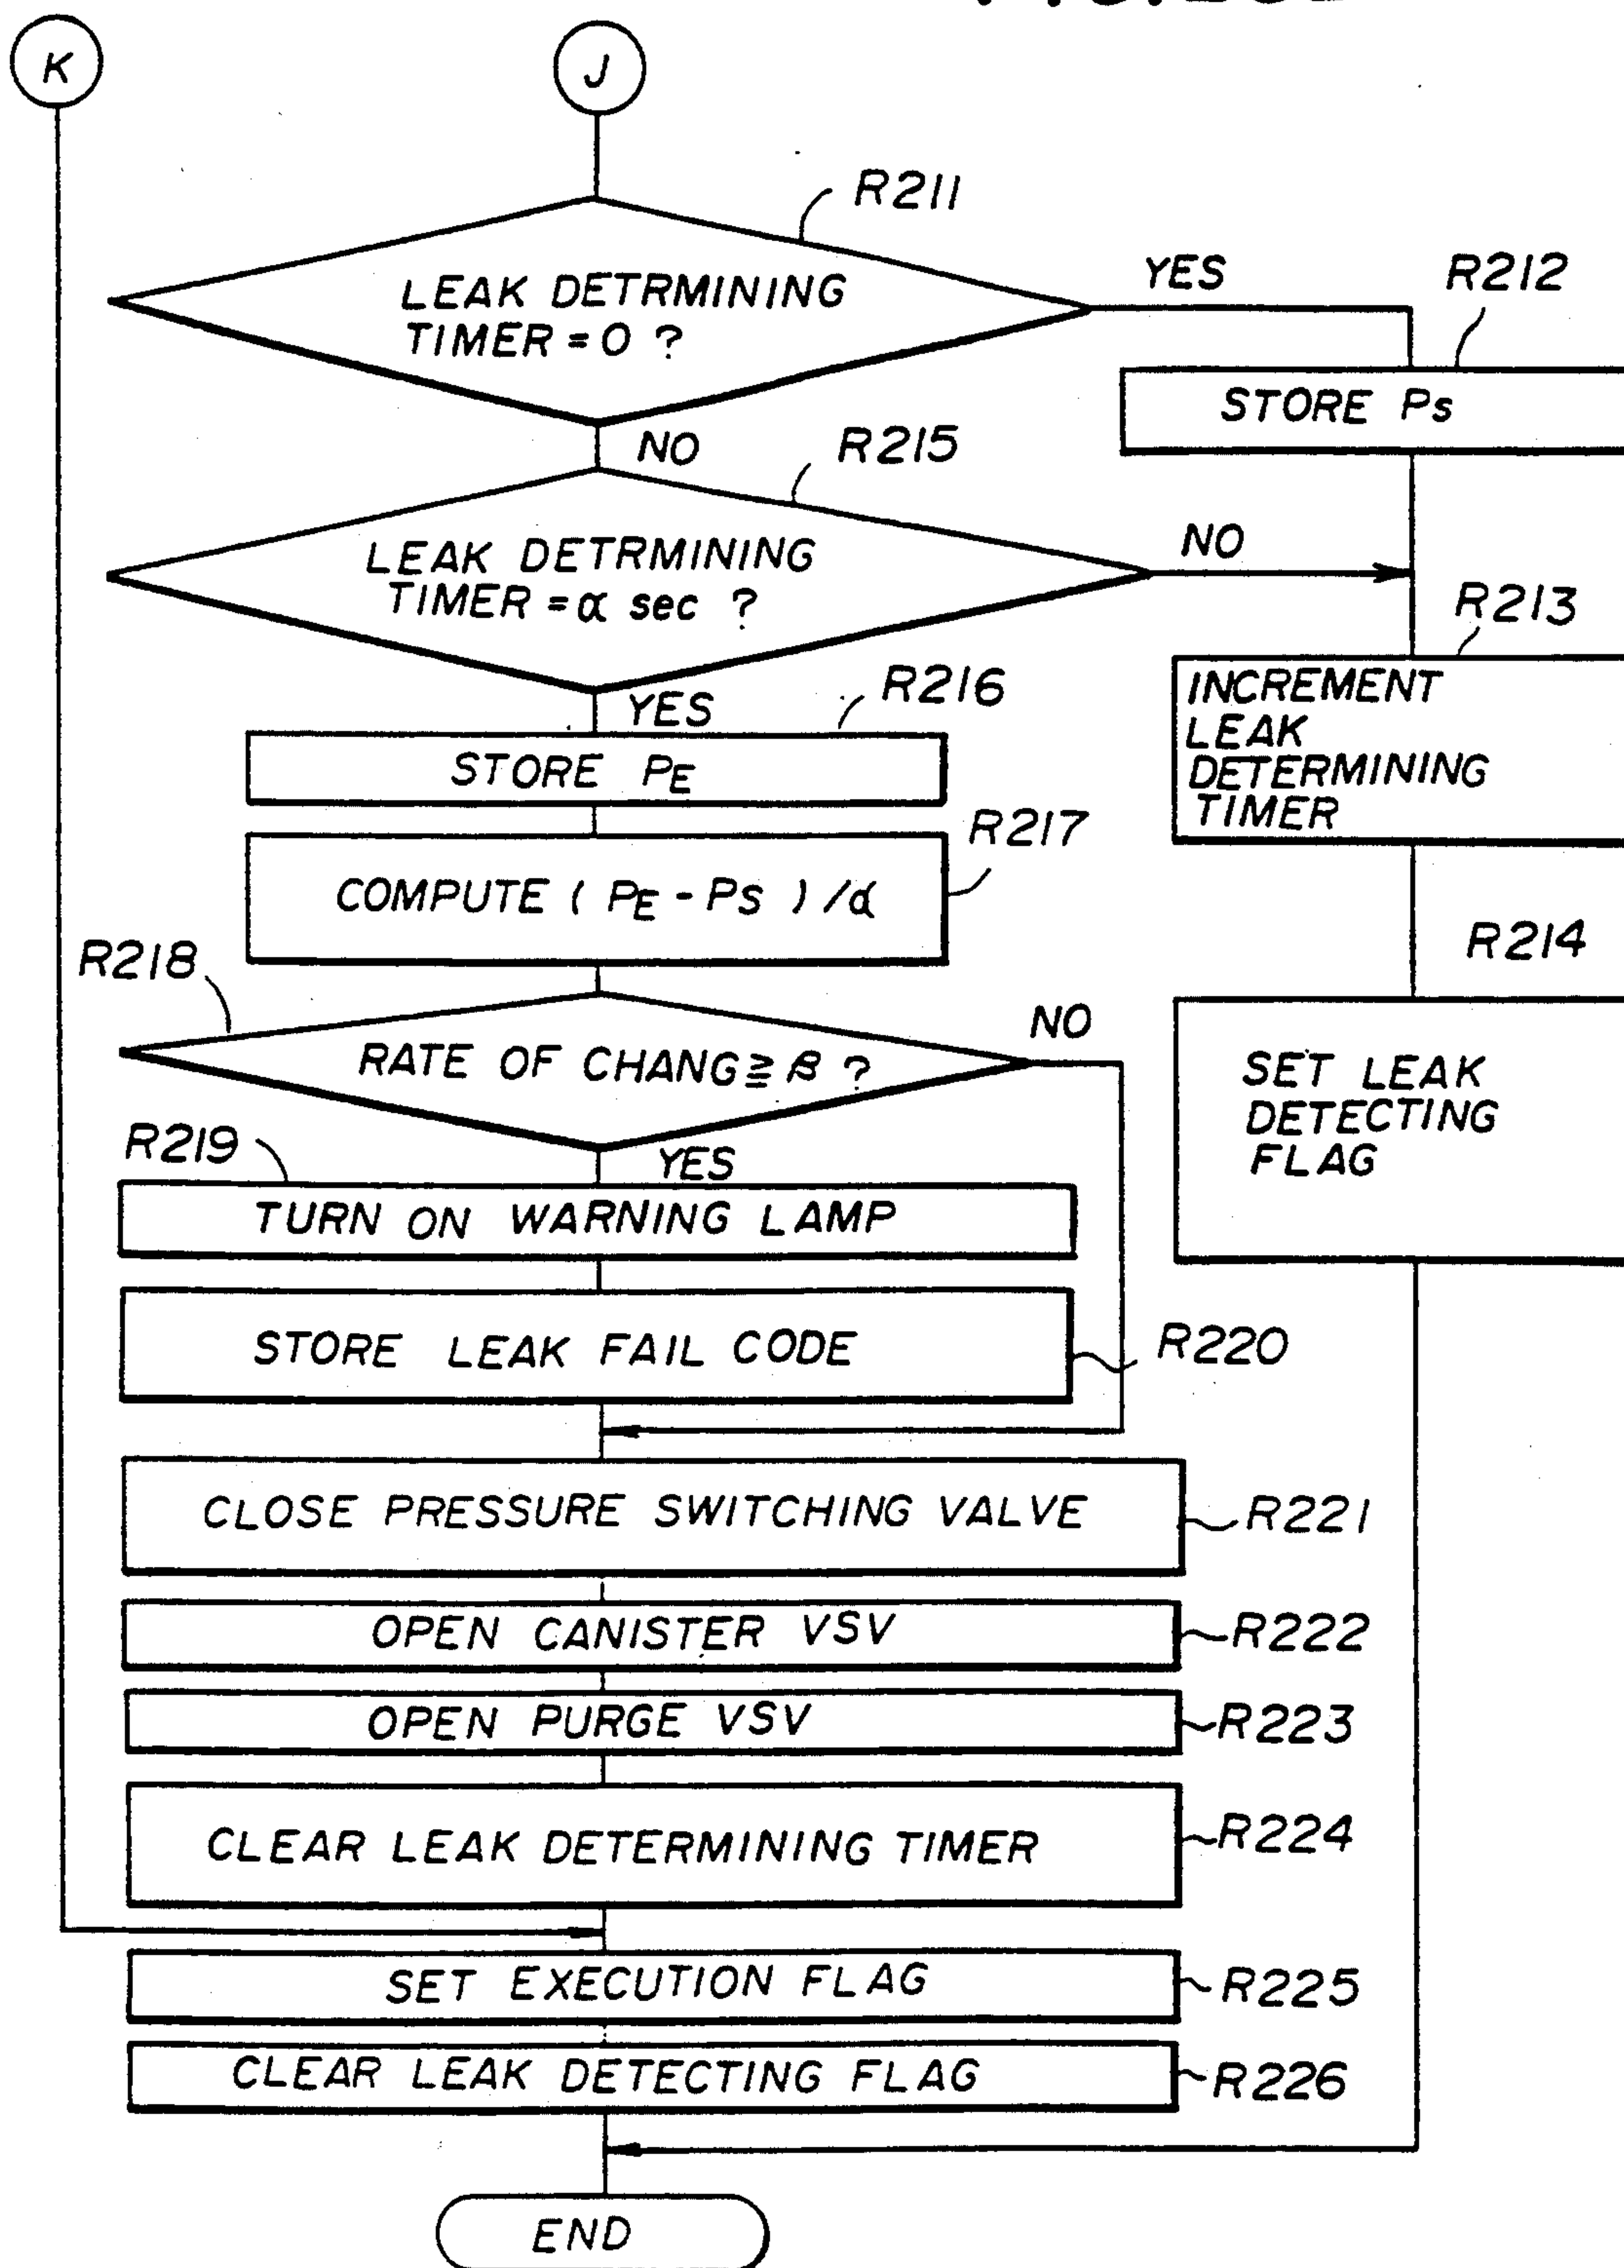 K
J
R211
LEAK DETRMINING
TIMER = 0 ?
YES
R212
STORE Ps
NO
R215
LEAK DETRMINING
TIMER = α sec ?
NO
R213
INCREMENT
LEAK
DETERMINING
TIMER
YES
R216
STORE PE
R217
COMPUTE ( PE - PS ) / α
R214
SET LEAK
DETECTING
FLAG
R218
RATE OF CHANG ≧ β ?
NO
R219
YES
TURN ON WARNING LAMP
STORE LEAK FAIL CODE
R220
CLOSE PRESSURE SWITCHING VALVE
R221
OPEN CANISTER VSV
R222
OPEN PURGE VSV
R223
CLEAR LEAK DETERMINING TIMER
R224
SET EXECUTION FLAG
R225
CLEAR LEAK DETECTING FLAG
R226
END